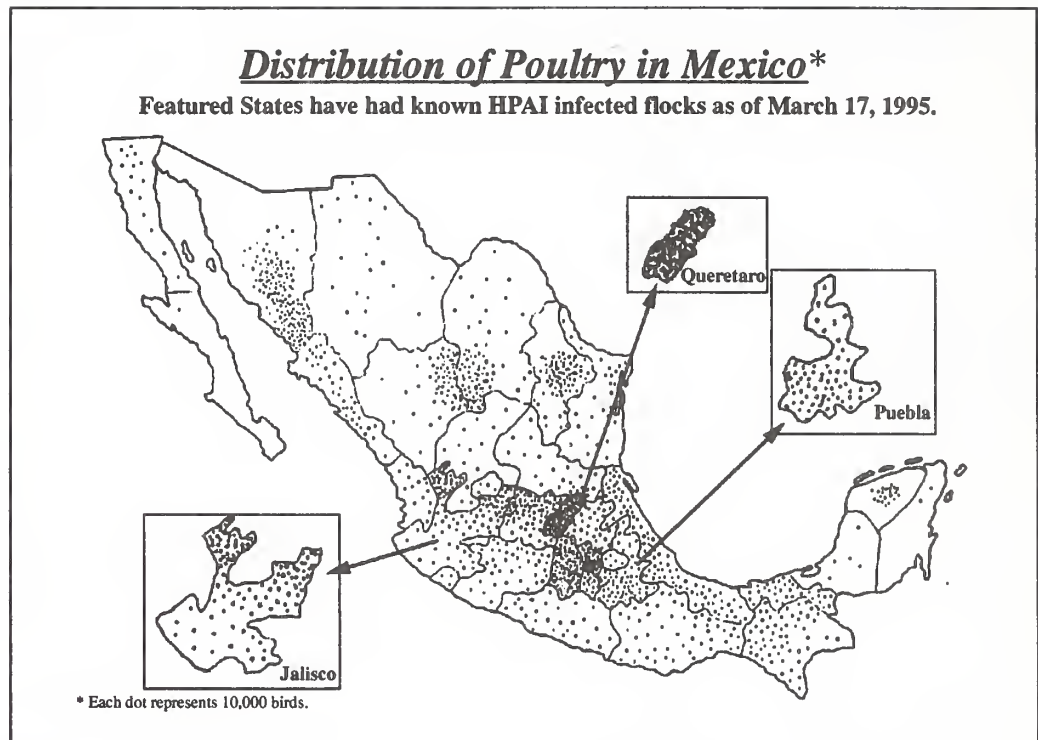 Distribution of Poultry in Mexico*
Featured States have had known HPAI infected flocks as of March 17, 1995.
Queretaro
Puebla
Jalisco
* Each dot represents 10,000 birds.